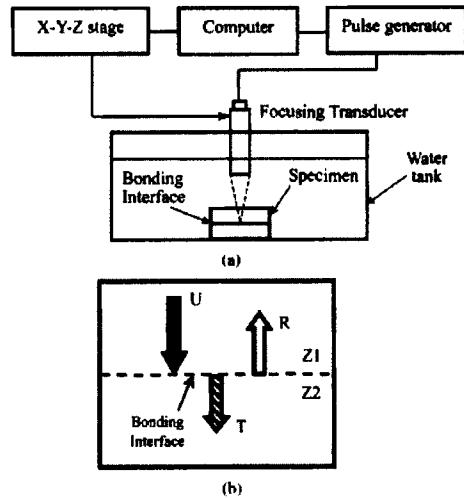 X-Y-Z stage
Computer
Pulse generator
Focusing Transducer
Bonding
Interface
Specimen
Water
tank
(a)
U
R
Z1
Z2
Bonding
Interface
T
(b)